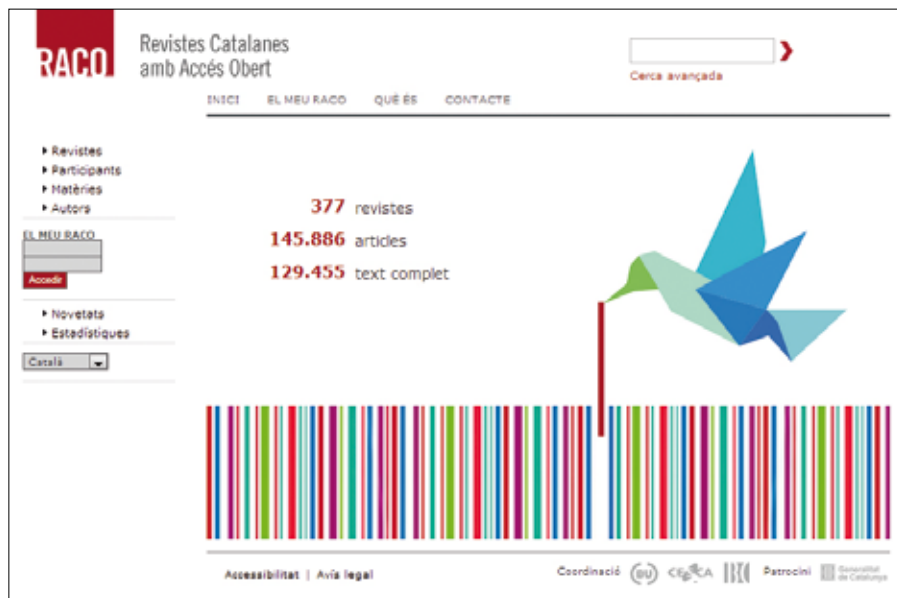 RACO
Revistes Catalanes
amb Accés Obert
Cerca avançada
INICI EL MEU RACO QUÈ ÉS CONTACTE
Revistes
Participants
Matèries
Autors
EL MEU RACO
Accedir
Novetats
Estadístiques
Català
377 revistes
145.886 articles
129.455 text complet
Accessibilitat | Avís legal
Coordinació BU CESCA Patrocini Generalitat
de Catalunya